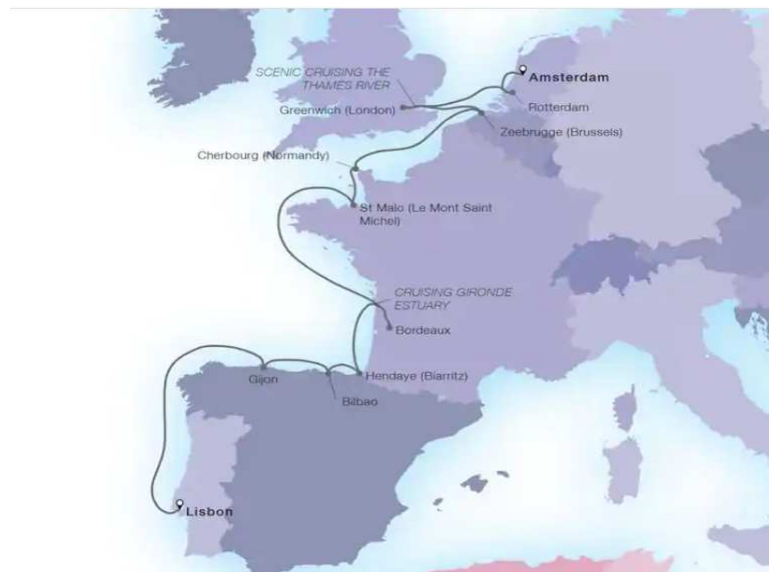 SCENIC CRUISING THE
THAMES RIVER
Amsterdam
Greenwich (London)
Rotterdam
Zeebrugge (Brussels)
Cherbourg (Normandy)
St Malo (Le Mont Saint
Michel)
CRUISING GIRONDE
ESTUARY
Bordeaux
Hendaye (Biarritz)
Gijon
Bilbao
Lisbon